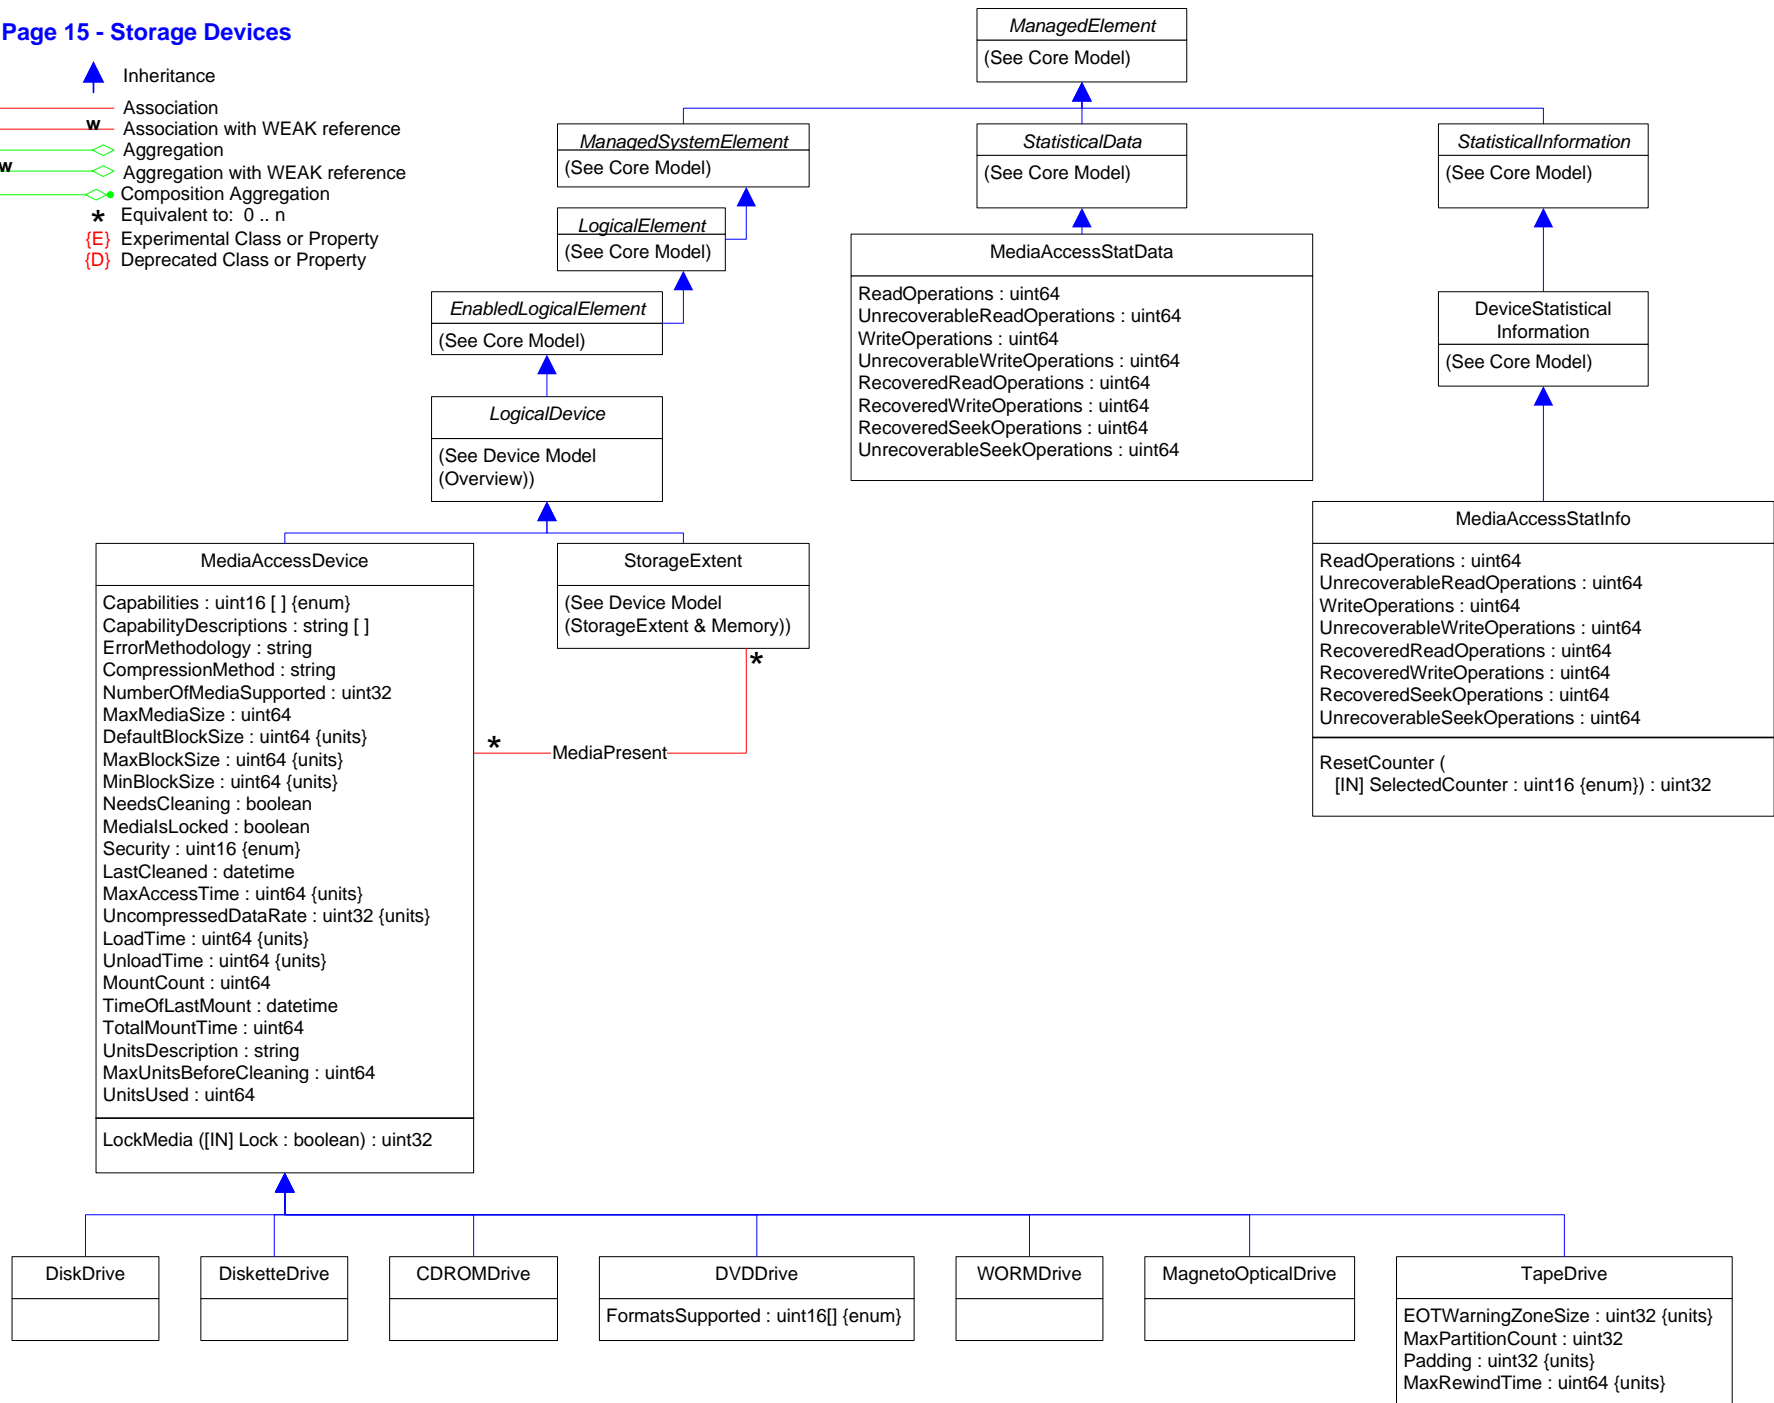 Page 15 - Storage Devices
Inheritance
Association
w Association with WEAK reference
Aggregation
w Aggregation with WEAK reference
Composition Aggregation
* Equivalent to: 0 .. n
{E} Experimental Class or Property
{D} Deprecated Class or Property
ManagedElement
(See Core Model)
ManagedSystemElement
(See Core Model)
StatisticalData
(See Core Model)
StatisticalInformation
(See Core Model)
LogicalElement
(See Core Model)
EnabledLogicalElement
(See Core Model)
LogicalDevice
(See Device Model
(Overview))
MediaAccessStatData
ReadOperations : uint64
UnrecoverableReadOperations : uint64
WriteOperations : uint64
UnrecoverableWriteOperations : uint64
RecoveredReadOperations : uint64
RecoveredWriteOperations : uint64
RecoveredSeekOperations : uint64
UnrecoverableSeekOperations : uint64
DeviceStatistical
Information
(See Core Model)
MediaAccessStatInfo
ReadOperations : uint64
UnrecoverableReadOperations : uint64
WriteOperations : uint64
UnrecoverableWriteOperations : uint64
RecoveredReadOperations : uint64
RecoveredWriteOperations : uint64
RecoveredSeekOperations : uint64
UnrecoverableSeekOperations : uint64
ResetCounter (
[IN] SelectedCounter : uint16 {enum}) : uint32
MediaAccessDevice
Capabilities : uint16 [ ] {enum}
CapabilityDescriptions : string [ ]
ErrorMethodology : string
CompressionMethod : string
NumberOfMediaSupported : uint32
MaxMediaSize : uint64
DefaultBlockSize : uint64 {units}
MaxBlockSize : uint64 {units}
MinBlockSize : uint64 {units}
NeedsCleaning : boolean
MediaIsLocked : boolean
Security : uint16 {enum}
LastCleaned : datetime
MaxAccessTime : uint64 {units}
UncompressedDataRate : uint32 {units}
LoadTime : uint64 {units}
UnloadTime : uint64 {units}
MountCount : uint64
TimeOfLastMount : datetime
TotalMountTime : uint64
UnitsDescription : string
MaxUnitsBeforeCleaning : uint64
UnitsUsed : uint64
LockMedia ([IN] Lock : boolean) : uint32
StorageExtent
(See Device Model
(StorageExtent & Memory))
*
* MediaPresent
DiskDrive
DisketteDrive
CDROMDrive
DVDDrive
FormatsSupported : uint16[] {enum}
WORMDrive
MagnetoOpticalDrive
TapeDrive
EOTWarningZoneSize : uint32 {units}
MaxPartitionCount : uint32
Padding : uint32 {units}
MaxRewindTime : uint64 {units}